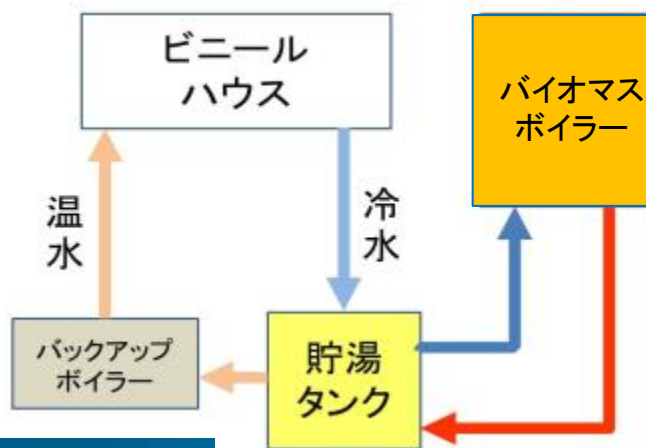 ビニール
ハウス
バイオマス
ボイラー
温水
冷水
バックアップ
ボイラー
貯湯
タンク